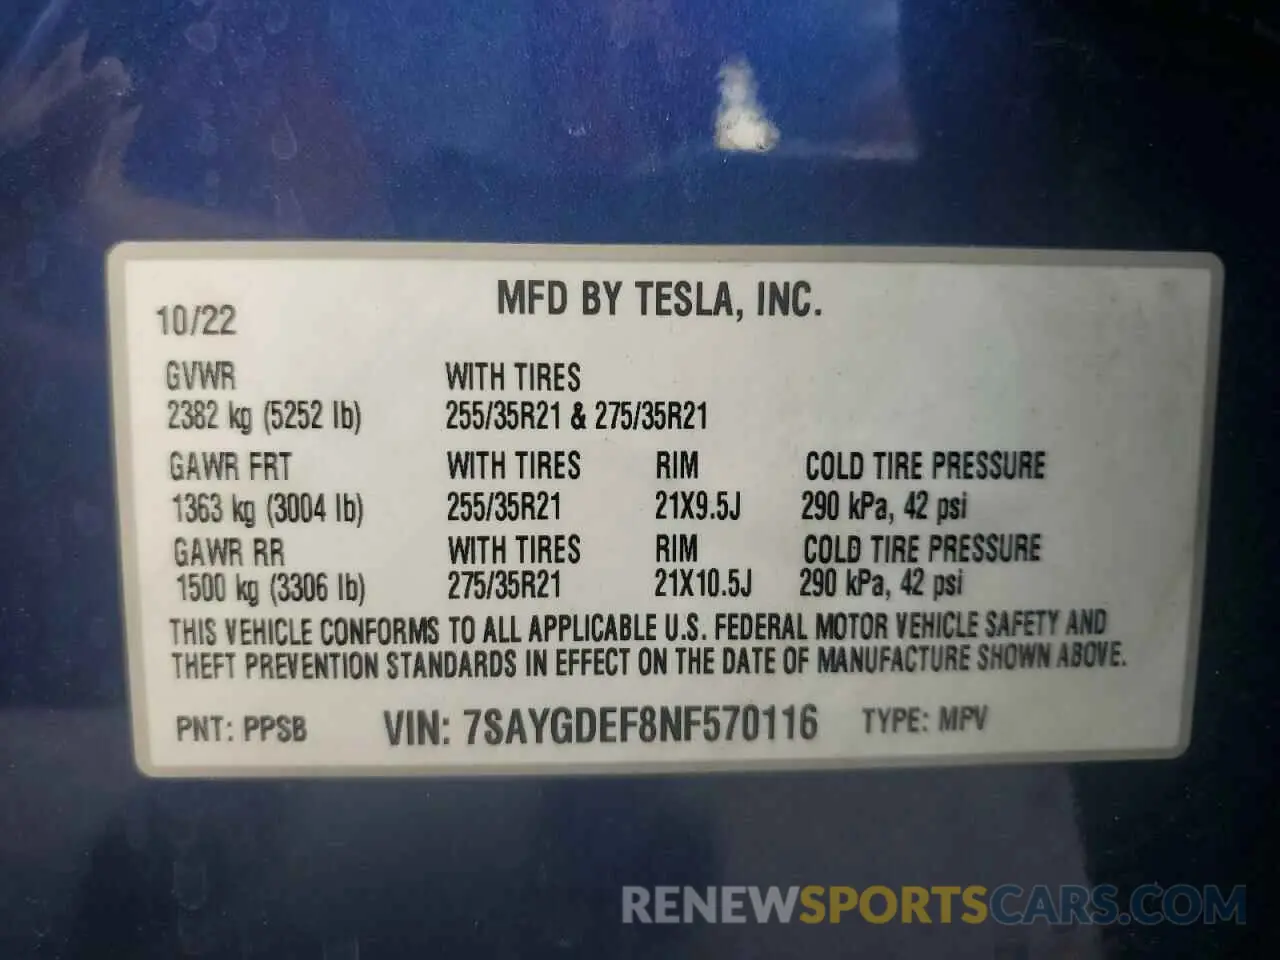 MFD BY TESLA, INC.
10/22
GVWR WITH TIRES
2382 kg (5252 lb) 255/35R21 & 275/35R21
GAWR FRT WITH TIRES RIM COLD TIRE PRESSURE
1363 kg (3004 lb) 255/35R21 21X9.5J 290 kPa, 42 psi
GAWR RR WITH TIRES RIM COLD TIRE PRESSURE
1500 kg (3306 lb) 275/35R21 21X10.5J 290 kPa, 42 psi
THIS VEHICLE CONFORMS TO ALL APPLICABLE U.S. FEDERAL MOTOR VEHICLE SAFETY AND
THEFT PREVENTION STANDARDS IN EFFECT ON THE DATE OF MANUFACTURE SHOWN ABOVE.
PNT: PPSB VIN: 7SAYGDEF8NF570116 TYPE: MPV
RENEWSPORTSCARS.COM